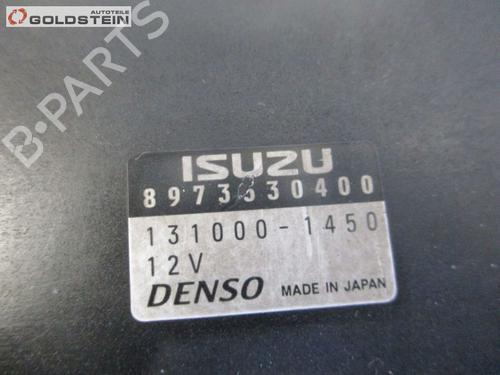 AUTOTEILE
GOLDSTEIN
B-PARTS
ISUZU
8973530400
131000-1450
12V
DENSO MADE IN JAPAN